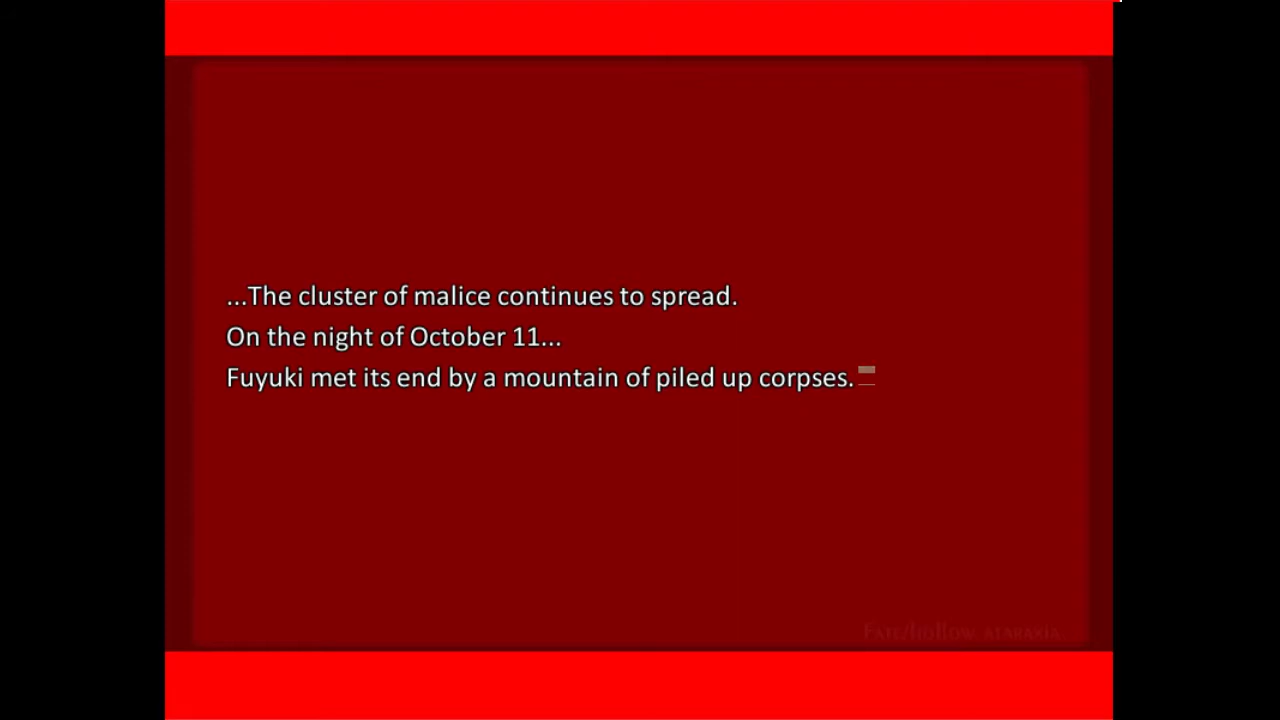 ...The cluster of malice continues to spread.
On the night of October 11...
Fuyuki met its end by a mountain of piled up corpses.
Fate/hollow ataraxia